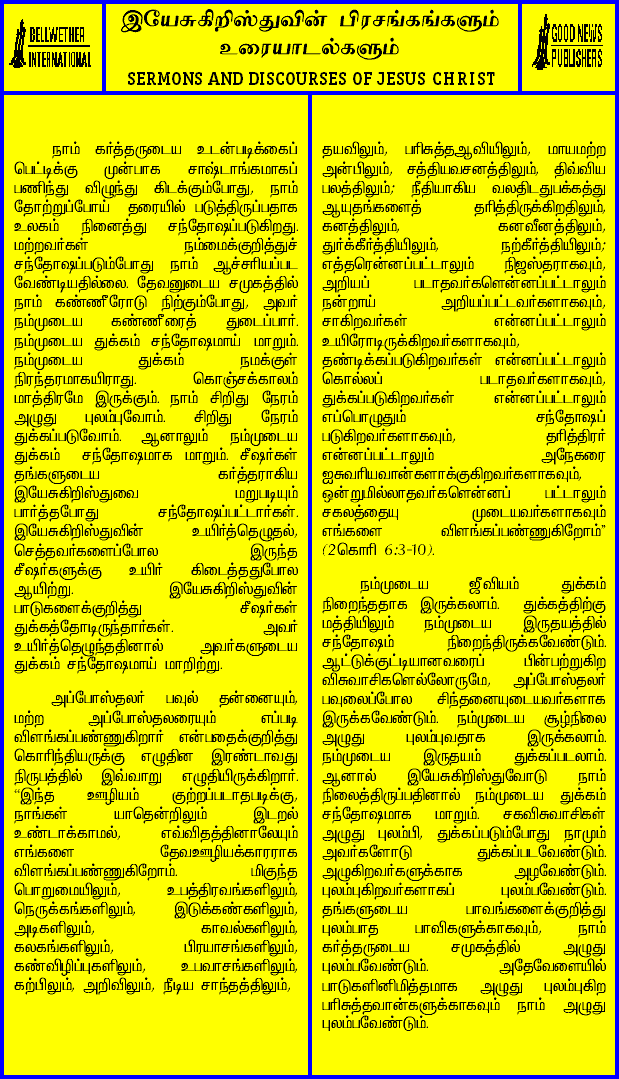 BELLWETHER
INTERNATIONAL
இயேசுகிறிஸ்துவின் பிரசங்கங்களும்
உரையாடல்களும்
SERMONS AND DISCOURSES OF JESUS CHRIST
GOOD NEWS
PUBLISHERS
நாம் கர்த்தருடைய உடன்படிக்கைப்
பெட்டிக்கு முன்பாக சாஷ்டாங்கமாகப்
பணிந்து விழுந்து கிடக்கும்போது, நாம்
தோற்றுப்போய் தரையில் படுத்திருப்பதாக
உலகம் நினைத்து சந்தோஷப்படுகிறது.
மற்றவர்கள் நம்மைக்குறித்துச்
சந்தோஷப்படும்போது நாம் ஆச்சரியப்பட
வேண்டியதில்லை. தேவனுடைய சமுகத்தில்
நாம் கண்ணீரோடு நிற்கும்போது, அவர்
நம்முடைய கண்ணீரைத் துடைப்பார்.
நம்முடைய துக்கம் சந்தோஷமாய் மாறும்.
நம்முடைய துக்கம் நமக்குள்
நிரந்தரமாகயிராது. கொஞ்சக்காலம்
மாத்திரமே இருக்கும். நாம் சிறிது நேரம்
அழுது புலம்புவோம். சிறிது நேரம்
துக்கப்படுவோம். ஆனாலும் நம்முடைய
துக்கம் சந்தோஷமாக மாறும். சீஷர்கள்
தங்களுடைய கர்த்தராகிய
இயேசுகிறிஸ்துவை மறுபடியும்
பார்த்தபோது சந்தோஷப்பட்டார்கள்.
இயேசுகிறிஸ்துவின் உயிர்த்தெழுதல்,
செத்தவர்களைப்போல இருந்த
சீஷர்களுக்கு உயிர் கிடைத்ததுபோல
ஆயிற்று. இயேசுகிறிஸ்துவின்
பாடுகளைக்குறித்து சீஷர்கள்
துக்கத்தோடிருந்தார்கள். அவர்
உயிர்த்தெழுந்ததினால் அவர்களுடைய
துக்கம் சந்தோஷமாய் மாறிற்று.
அப்போஸ்தலர் பவுல் தன்னையும்,
மற்ற அப்போஸ்தலரையும் எப்படி
விளங்கப்பண்ணுகிறார் என்பதைக்குறித்து
கொரிந்தியருக்கு எழுதின இரண்டாவது
நிருபத்தில் இவ்வாறு எழுதியிருக்கிறார்.
“இந்த ஊழியம் குற்றப்படாதபடிக்கு,
நாங்கள் யாதென்றிலும் இடறல்
உண்டாக்காமல், எவ்விதத்தினாலேயும்
எங்களை தேவஊழியக்காரராக
விளங்கப்பண்ணுகிறோம். மிகுந்த
பொறுமையிலும், உபத்திரவங்களிலும்,
நெருக்கங்களிலும், இடுக்கண்களிலும்,
அடிகளிலும், காவல்களிலும்,
கலகங்களிலும், பிரயாசங்களிலும்,
கண்விழிப்புகளிலும், உபவாசங்களிலும்,
கற்பிலும், அறிவிலும், நீடிய சாந்தத்திலும்,
தயவிலும், பரிசுத்தஆவியிலும், மாயமற்ற
அன்பிலும், சத்தியவசனத்திலும், திவ்விய
பலத்திலும்; நீதியாகிய வலதிடதுபக்கத்து
ஆயுதங்களைத் தரித்திருக்கிறதிலும்,
கனத்திலும், கனவீனத்திலும்,
துர்க்கீர்த்தியிலும், நற்கீர்த்தியிலும்;
எத்தரென்னப்பட்டாலும் நிஜஸ்தராகவும்,
அறியப் படாதவர்களென்னப்பட்டாலும்
நன்றாய் அறியப்பட்டவர்களாகவும்,
சாகிறவர்கள் என்னப்பட்டாலும்
உயிரோடிருக்கிறவர்களாகவும்,
தண்டிக்கப்படுகிறவர்கள் என்னப்பட்டாலும்
கொல்லப் படாதவர்களாகவும்,
துக்கப்படுகிறவர்கள் என்னப்பட்டாலும்
எப்பொழுதும் சந்தோஷப்
படுகிறவர்களாகவும், தரித்திரர்
என்னப்பட்டாலும் அநேகரை
ஐசுவரியவான்களாக்குகிறவர்களாகவும்,
ஒன்றுமில்லாதவர்களென்னப் பட்டாலும்
சகலத்தையு முடையவர்களாகவும்
எங்களை விளங்கப்பண்ணுகிறோம்”
(2கொரி 6:3-10).
நம்முடைய ஜீவியம் துக்கம்
நிறைந்ததாக இருக்கலாம். துக்கத்திற்கு
மத்தியிலும் நம்முடைய இருதயத்தில்
சந்தோஷம் நிறைந்திருக்கவேண்டும்.
ஆட்டுக்குட்டியானவரைப் பின்பற்றுகிற
விசுவாசிகளெல்லோருமே, அப்போஸ்தலர்
பவுலைப்போல சிந்தனையுடையவர்களாக
இருக்கவேண்டும். நம்முடைய சூழ்நிலை
அழுது புலம்புவதாக இருக்கலாம்.
நம்முடைய இருதயம் துக்கப்படலாம்.
ஆனால் இயேசுகிறிஸ்துவோடு நாம்
நிலைத்திருப்பதினால் நம்முடைய துக்கம்
சந்தோஷமாக மாறும். சகவிசுவாசிகள்
அழுது புலம்பி, துக்கப்படும்போது நாமும்
அவர்களோடு துக்கப்படவேண்டும்.
அழுகிறவர்களுக்காக அழவேண்டும்.
புலம்புகிறவர்களுகாகப் புலம்பவேண்டும்.
தங்களுடைய பாவங்களைக்குறித்து
புலம்பாத பாவிகளுக்காகவும், நாம்
கர்த்தருடைய சமுகத்தில் அழுது
புலம்பவேண்டும். அதேவேளையில்
பாடுகளினிமித்தமாக அழுது புலம்புகிற
பரிசுத்தவான்களுக்காகவும் நாம் அழுது
புலம்பவேண்டும்.